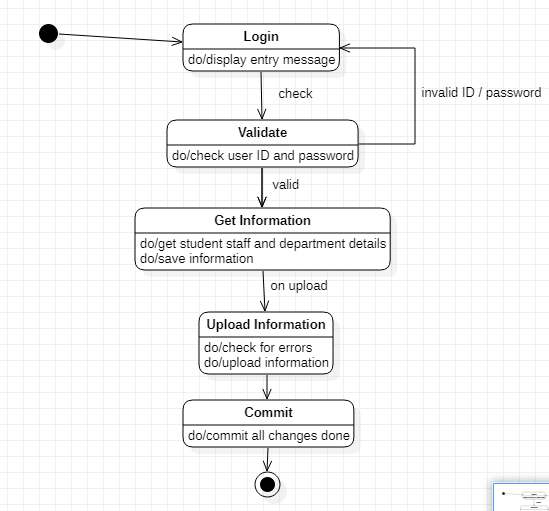 Login
do/display entry message
check
invalid ID / password
Validate
do/check user ID and password
valid
Get Information
do/get student staff and department details
do/save information
on upload
Upload Information
do/check for errors
do/upload information
Commit
do/commit all changes done